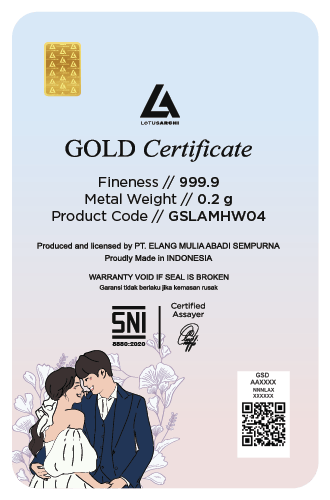 LOTUSARCHI
GOLD Certificate
Fineness // 999.9
Metal Weight // 0.2 g
Product Code // GSLAMHW04
Produced and licensed by PT. ELANG MULIA ABADI SEMPURNA
Proudly Made in INDONESIA
WARRANTY VOID IF SEAL IS BROKEN
Garansi tidak berlaku jika kemasan rusak
SNI
8880:2020
Certified
Assayer
GSD
AAXXXX
NNNLAX
XXXXXX